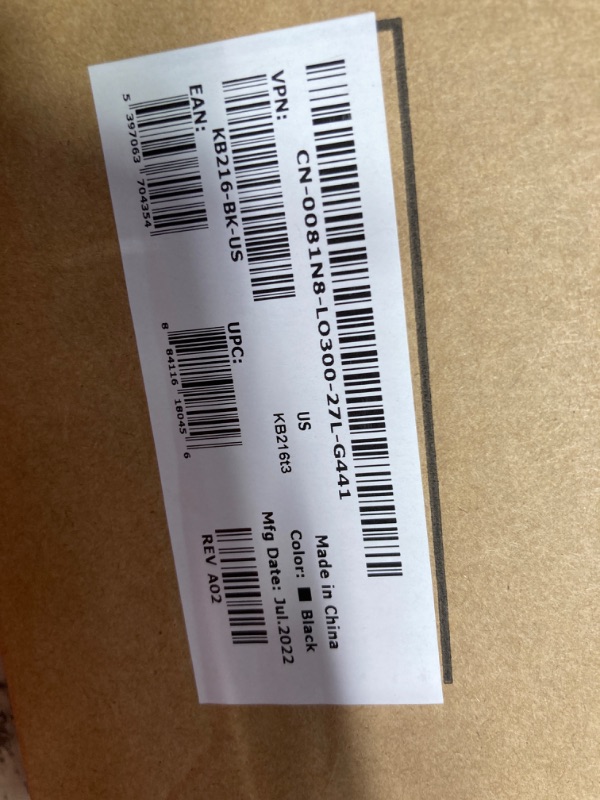 CN-0081N8-LO300-27L-G441
VPN:
KB216-BK-US
US
KB216t3
Made in China
Color: ■ Black
Mfg Date: Jul.2022
EAN:
5 397063 704354
UPC:
8 84116 18045 6
REV A02